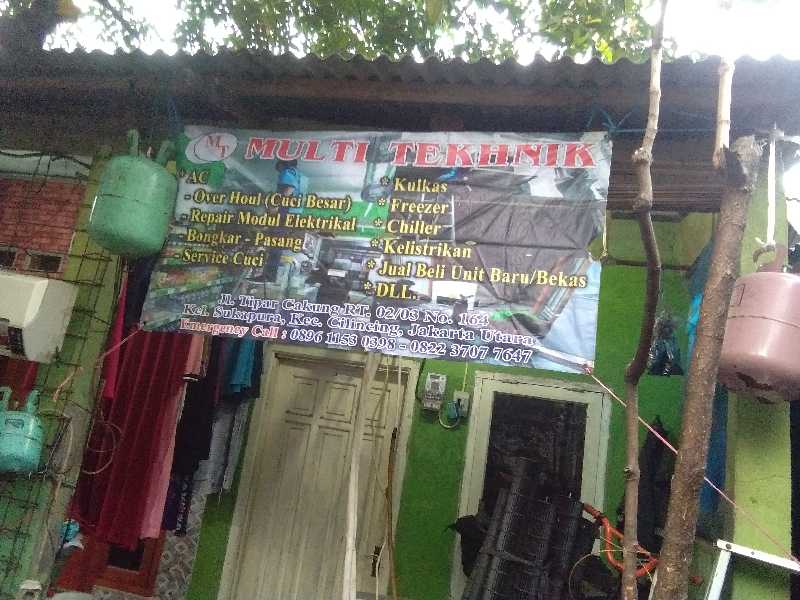 MT MULTI TEKHNIK
* AC
- Over Houl (Cuci Besar)
- Repair Modul Elektrikal
- Bongkar - Pasang
- Service Cuci
* Kulkas
* Freezer
* Chiller
* Kelistrikan
* Jual Beli Unit Baru/Bekas
* DLL.
Jl. Tipar Cakung RT. 02/03 No. 164
Kel. Sukapura, Kec. Cilincing, Jakarta Utara
Emergency Call : 0896 1153 0398 - 0822 3707 7647